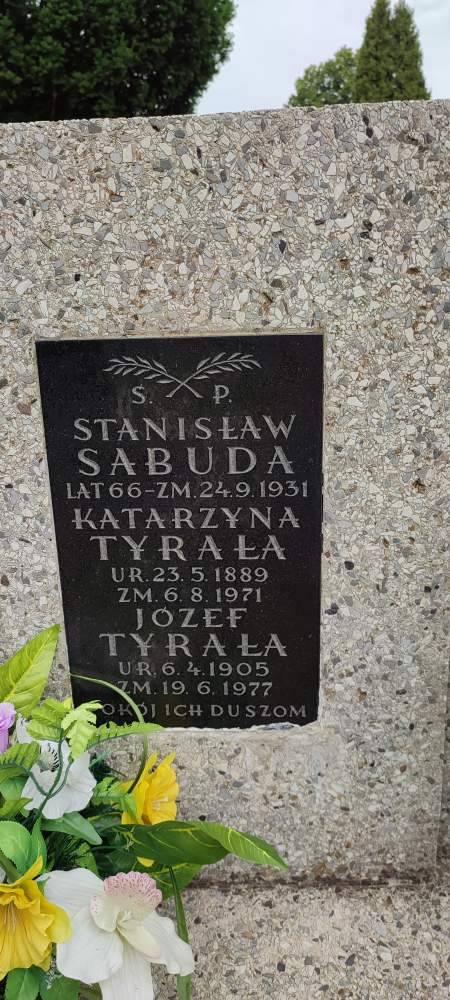 S. P.
STANISŁAW
SABUDA
LAT 66 - ZM. 24.9.1931
KATARZYNA
TYRAŁA
UR. 23. 5. 1889
ZM. 6. 8. 1971
JÓZEF
TYRAŁA
UR. 6. 4. 1905
ZM. 19. 6. 1977
POKÓJ ICH DUSZOM